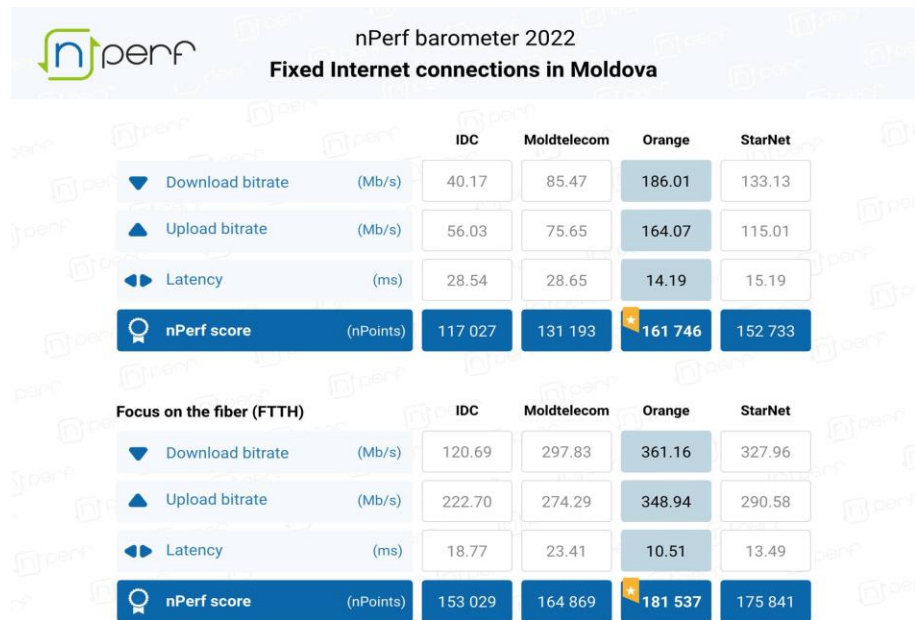 nperf
nPerf barometer 2022
Fixed Internet connections in Moldova
IDC Moldtelecom Orange StarNet
Download bitrate (Mb/s) 40.17 85.47 186.01 133.13
Upload bitrate (Mb/s) 56.03 75.65 164.07 115.01
Latency (ms) 28.54 28.65 14.19 15.19
nPerf score (nPoints) 117 027 131 193 161 746 152 733
Focus on the fiber (FTTH) IDC Moldtelecom Orange StarNet
Download bitrate (Mb/s) 120.69 297.83 361.16 327.96
Upload bitrate (Mb/s) 222.70 274.29 348.94 290.58
Latency (ms) 18.77 23.41 10.51 13.49
nPerf score (nPoints) 153 029 164 869 181 537 175 841